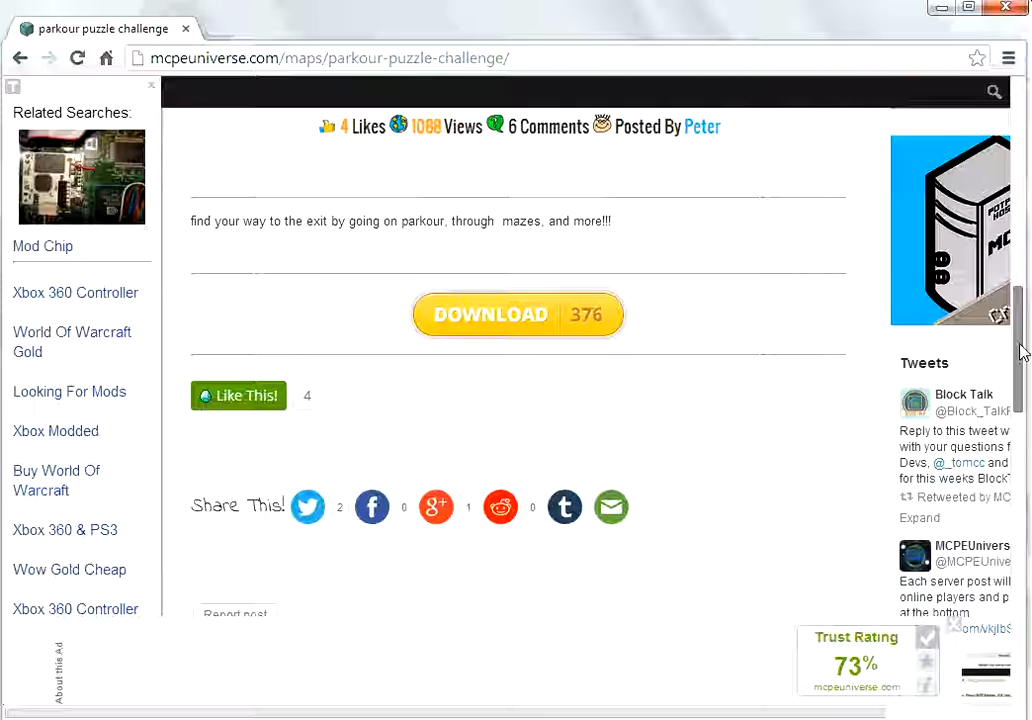 parkour puzzle challenge
mcpeuniverse.com/maps/parkour-puzzle-challenge/
T
Related Searches:
Mod Chip
Xbox 360 Controller
World Of Warcraft
Gold
Looking For Mods
Xbox Modded
Buy World Of
Warcraft
Xbox 360 & PS3
Wow Gold Cheap
Xbox 360 Controller
About this Ad
4 Likes 1088 Views 6 Comments Posted By Peter
find your way to the exit by going on parkour, through mazes, and more!!!
DOWNLOAD 376
Like This! 4
Share This! 2 0 1 0
Report post
Tweets
Block Talk
@Block_Talk
Reply to this tweet w
with your questions f
Devs, @_tomcc and
for this weeks Block
Retweeted by MC
Expand
MCPEUnivers
@MCPEUnive
Each server post will
online players and p
at the bottom
Trust Rating
73%
mcpeuniverse.com